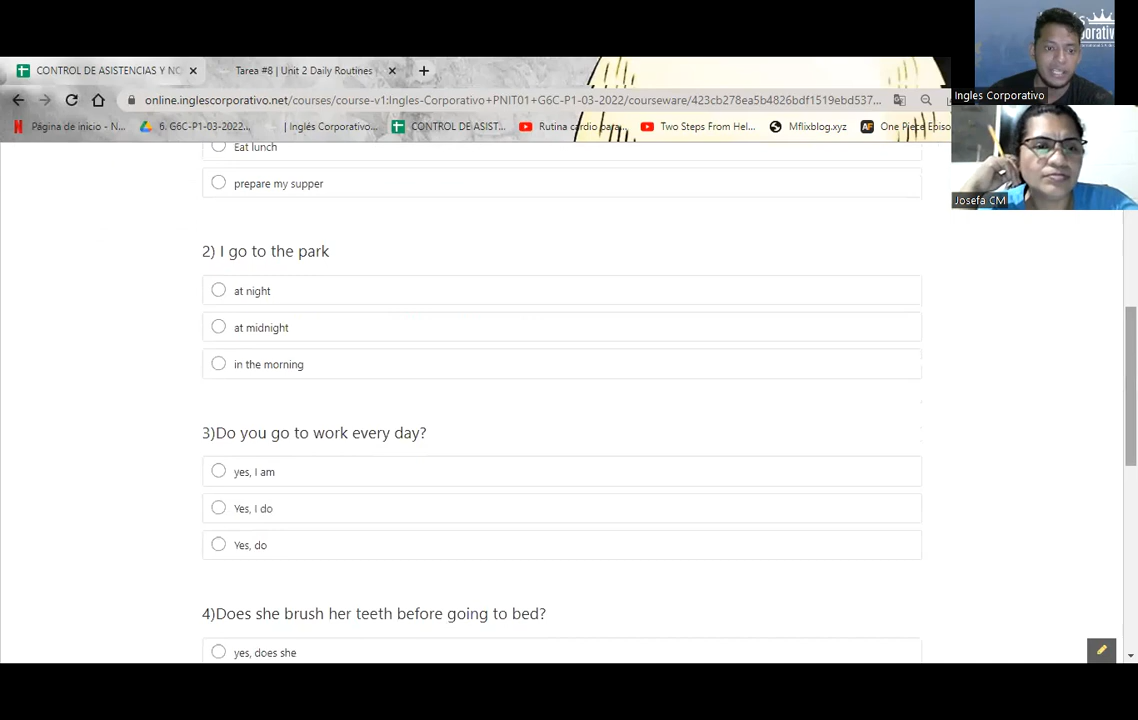 CONTROL DE ASISTENCIAS Y NO
Tarea #8 | Unit 2 Daily Routines |
online.inglescorporativo.net/courses/course-v1:Ingles-Corporativo+PNIT01+G6C-P1-03-2022/courseware/423cb278ea5b4826bdf1519ebd537...
Página de inicio - N...
6. G6C-P1-03-2022...
| Inglés Corporativo...
CONTROL DE ASIST...
Rutina cardio para...
Two Steps From Hel...
Mflixblog.xyz
One Piece Episo
Ingles Corporativo
Josefa CM
Eat lunch
prepare my supper
2) I go to the park
at night
at midnight
in the morning
3)Do you go to work every day?
yes, I am
Yes, I do
Yes, do
4)Does she brush her teeth before going to bed?
yes, does she